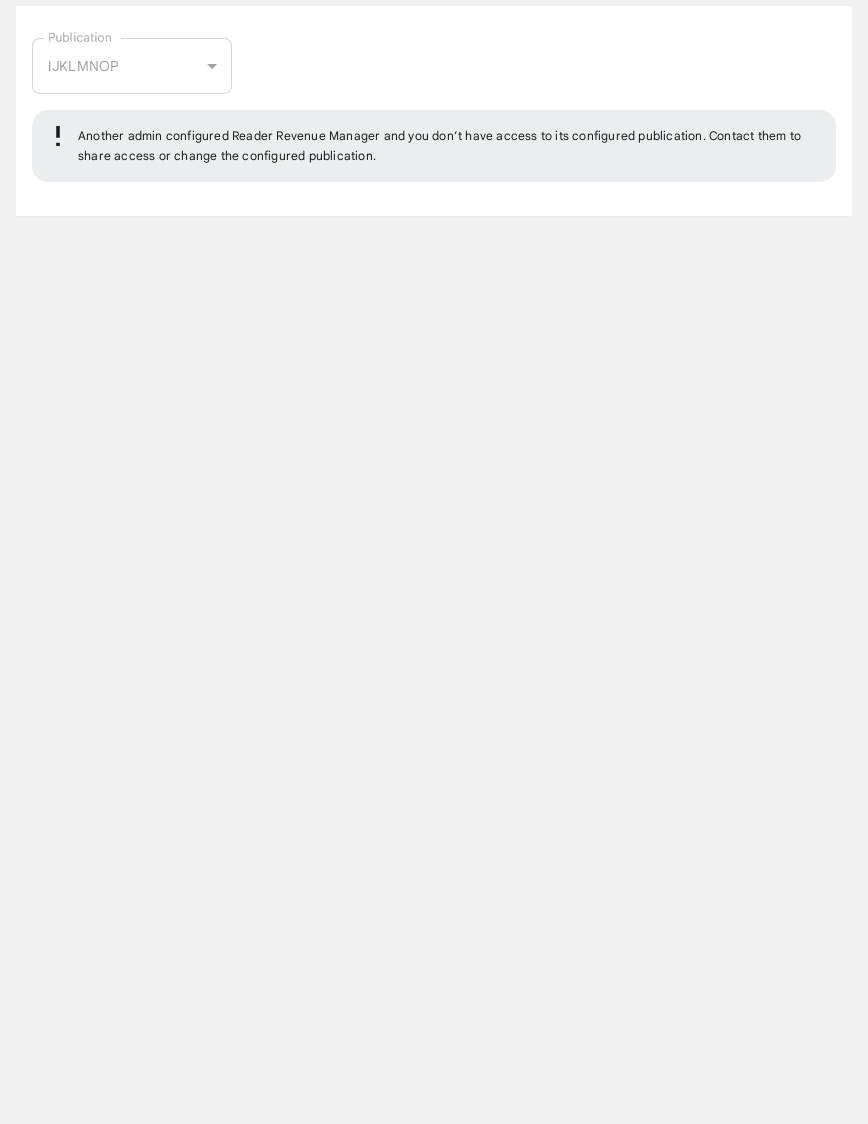 Publication
IJKLMNOP
! Another admin configured Reader Revenue Manager and you don’t have access to its configured publication. Contact them to
share access or change the configured publication.